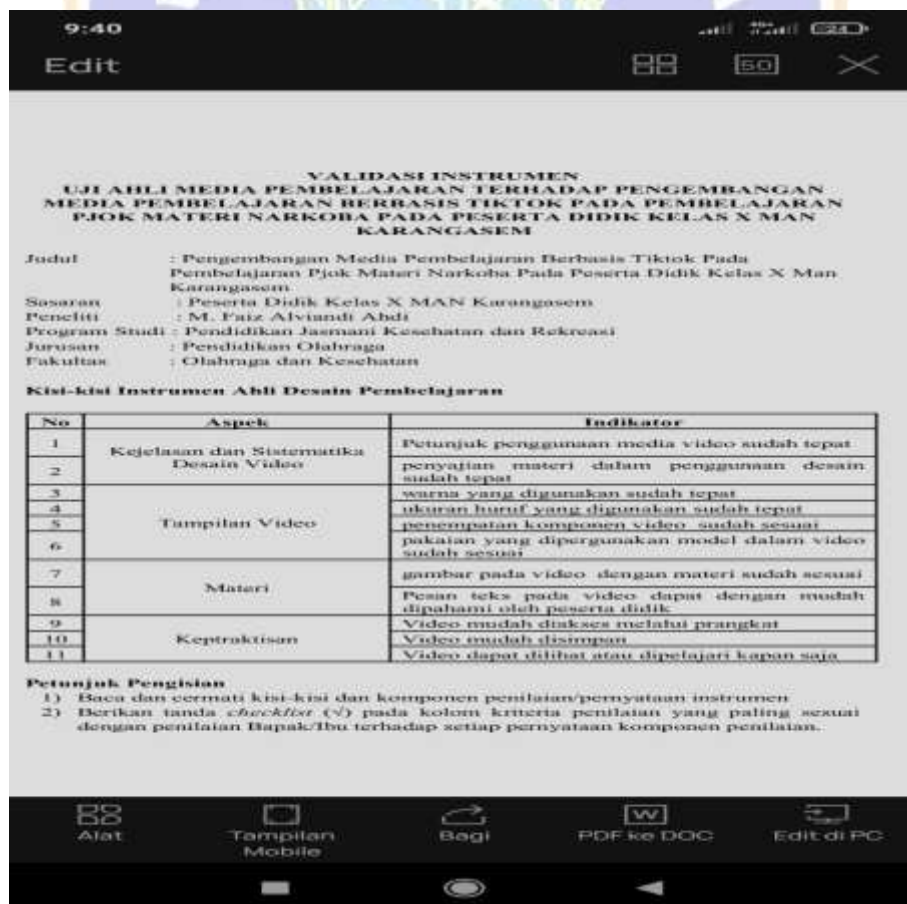 9:40
Edit
50
VALIDASI INSTRUMEN
UJI AHLI MEDIA PEMBELAJARAN TERHADAP PENGEMBANGAN
MEDIA PEMBELAJARAN BERBASIS TIKTOK PADA PEMBELAJARAN
PJOK MATERI NARKOBA PADA PESERTA DIDIK KELAS X MAN
KARANGASEM
Judul : Pengembangan Media Pembelajaran Berbasis Tiktok Pada
Pembelajaran Pjok Materi Narkoba Pada Peserta Didik Kelas X Man
Karangasem
Sasaran : Peserta Didik Kelas X MAN Karangasem
Peneliti : M. Faiz Alviandi Abdi
Program Studi : Pendidikan Jasmani Kesehatan dan Rekreasi
Jurusan : Pendidikan Olahraga
Fakultas : Olahraga dan Kesehatan
Kisi-kisi Instrumen Ahli Desain Pembelajaran
No Aspek Indikator
1 Kejelasan dan Sistematika Desain Video Petunjuk penggunaan media video sudah tepat
2 penyajian materi dalam penggunaan desain
sudah tepat
3 Tampilan Video warna yang digunakan sudah tepat
4 ukuran huruf yang digunakan sudah tepat
5 penempatan komponen video sudah sesuai
6 pakaian yang dipergunakan model dalam video
sudah sesuai
7 Materi gambar pada video dengan materi sudah sesuai
8 Pesan teks pada video dapat dengan mudah
dipahami oleh peserta didik
9 Keptraktisan Video mudah diakses melalui prangkat
10 Video mudah disimpan
11 Video dapat dilihat atau dipelajari kapan saja
Petunjuk Pengisian
1) Baca dan cermati kisi-kisi dan komponen penilaian/pernyataan instrumen
2) Berikan tanda checklist (√) pada kolom kriteria penilaian yang paling sesuai
dengan penilaian Bapak/Ibu terhadap setiap pernyataan komponen penilaian.
Alat
Tampilan
Mobile
Bagi
W
PDF ke DOC
Edit di PC